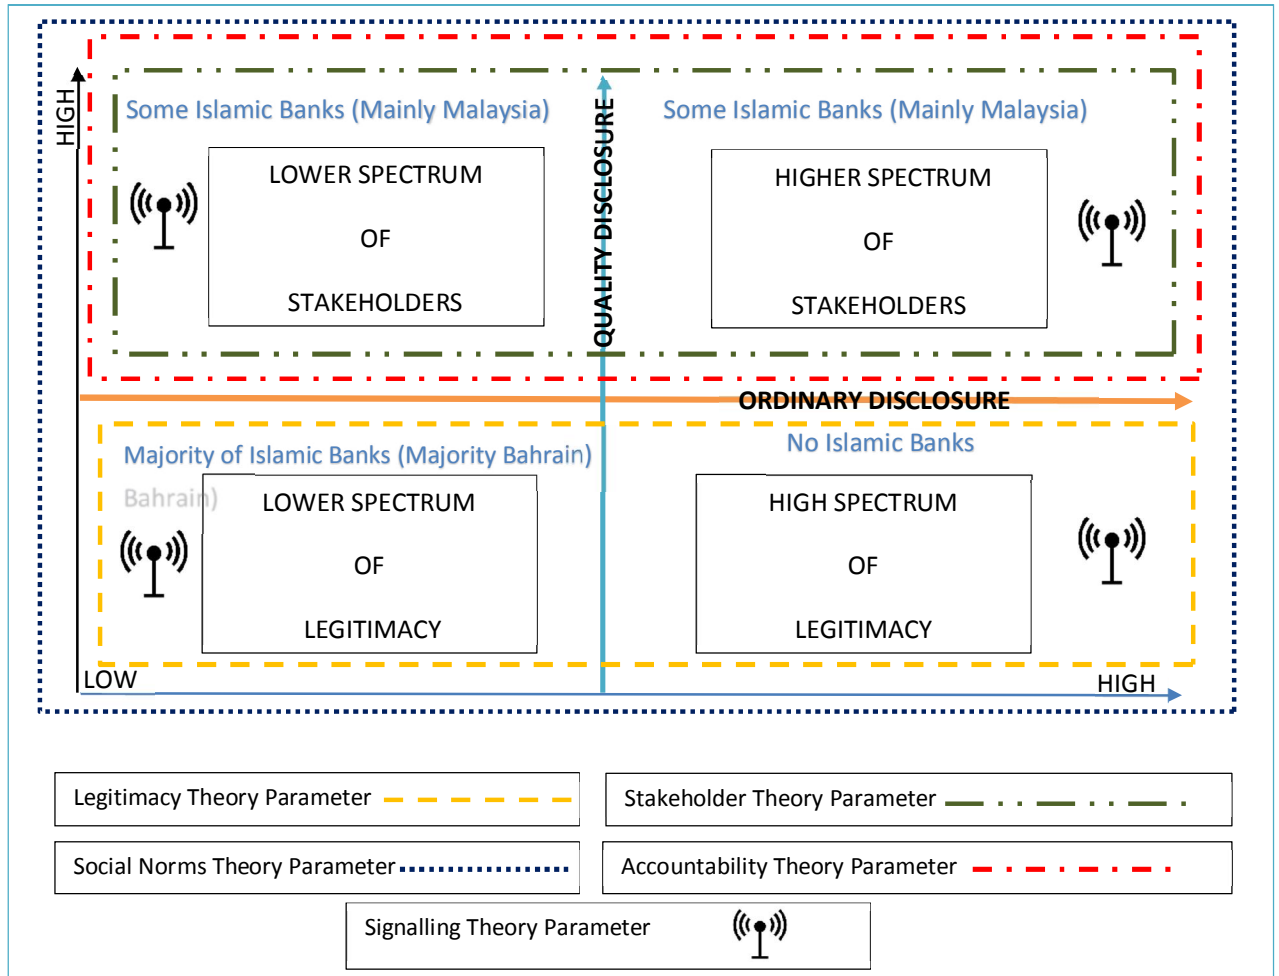 HIGH
Some Islamic Banks (Mainly Malaysia)
LOWER SPECTRUM
OF
STAKEHOLDERS
QUALITY DISCLOSURE
Some Islamic Banks (Mainly Malaysia)
HIGHER SPECTRUM
OF
STAKEHOLDERS
ORDINARY DISCLOSURE
Majority of Islamic Banks (Majority Bahrain)
Bahrain)
LOWER SPECTRUM
OF
LEGITIMACY
No Islamic Banks
HIGH SPECTRUM
OF
LEGITIMACY
LOW
HIGH
Legitimacy Theory Parameter
Stakeholder Theory Parameter
Social Norms Theory Parameter
Accountability Theory Parameter
Signalling Theory Parameter